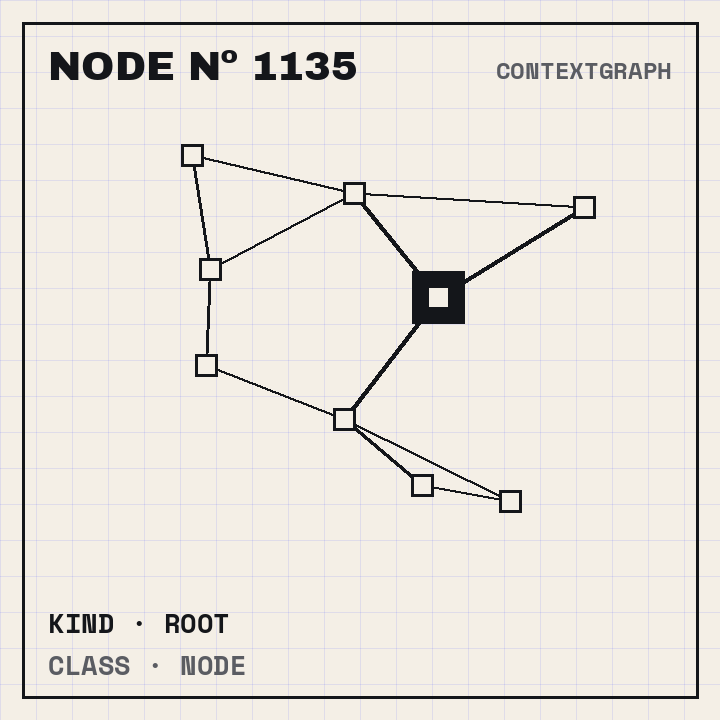 NODE Nº 1135
CONTEXTGRAPH
KIND · ROOT
CLASS · NODE